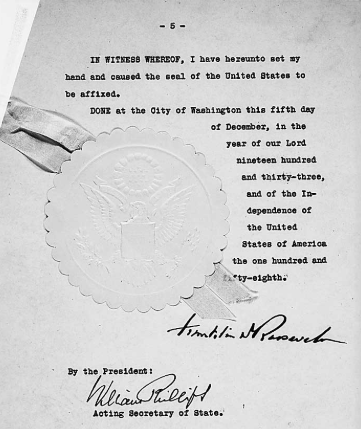 - 5 -
IN WITNESS WHEREOF, I have hereunto set my
hand and caused the seal of the United States to
be affixed.
DONE at the City of Washington this fifth day
of December, in the
year of our Lord
nineteen hundred
and thirty-three,
and of the In-
dependence of
the United
States of America
the one hundred and
fifty-eighth.
Franklin D Roosevelt
By the President:
William Phillips
Acting Secretary of State.